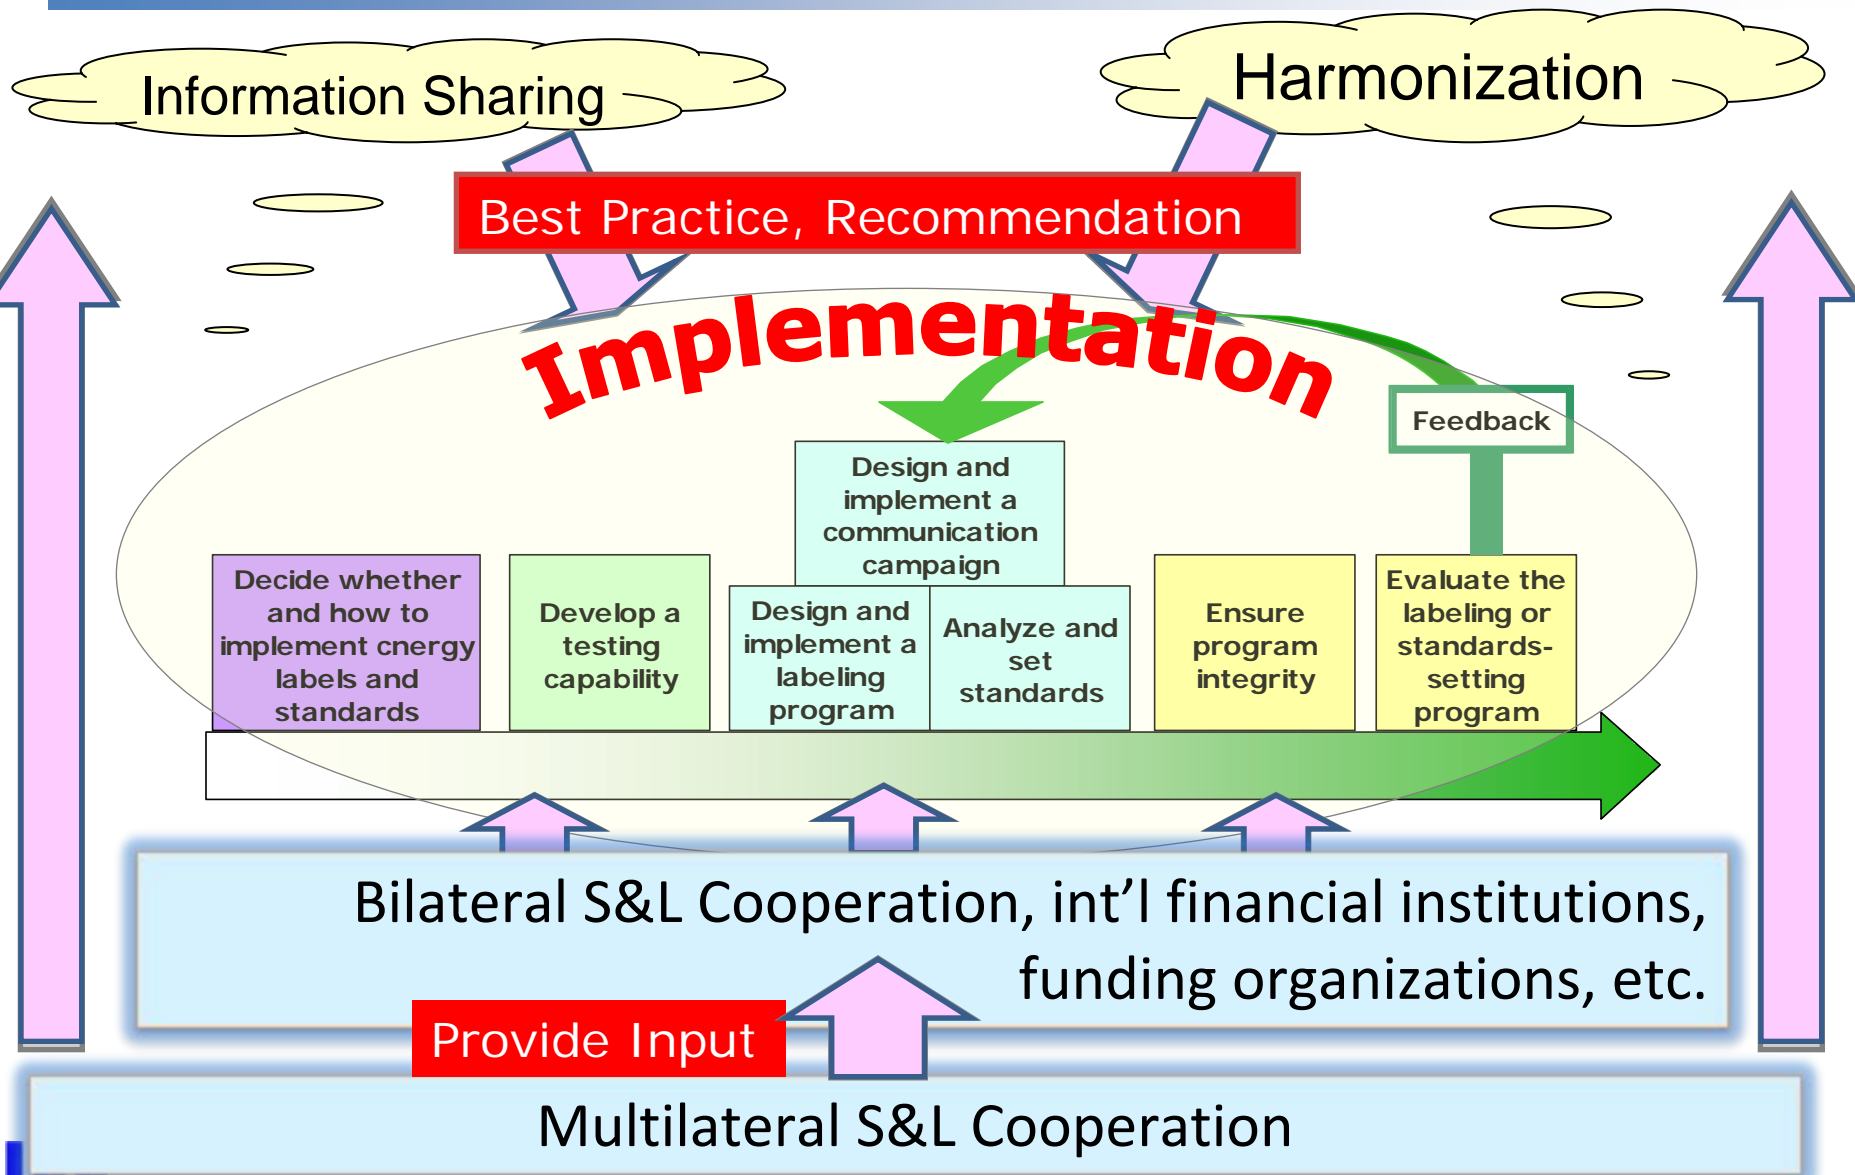 Information Sharing
Harmonization
Best Practice, Recommendation
Implementation
Feedback
Design and
implement a
communication
campaign
Decide whether
and how to
implement cnergy
labels and
standards
Develop a
testing
capability
Design and
implement a
labeling
program
Analyze and
set
standards
Ensure
program
integrity
Evaluate the
labeling or
standards-
setting
program
Bilateral S&L Cooperation, int’l financial institutions,
funding organizations, etc.
Provide Input
Multilateral S&L Cooperation